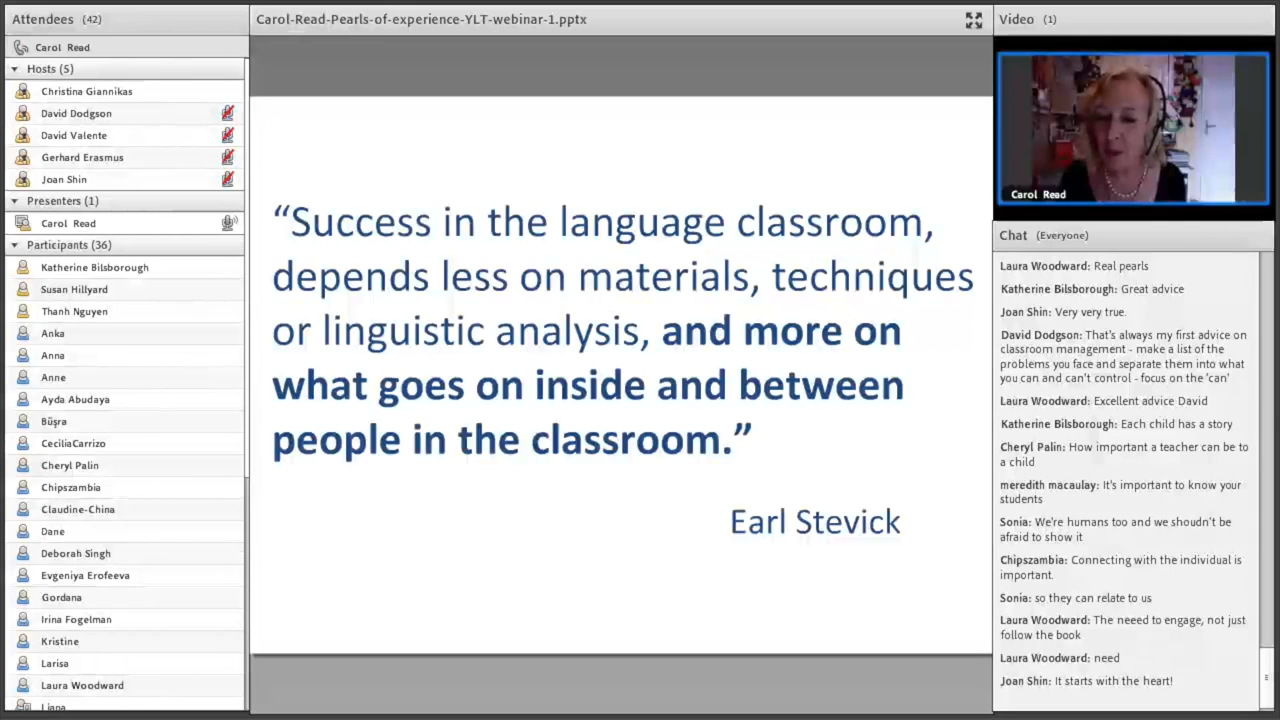 Attendees (42)
Carol Read
Hosts (5)
Christina Giannikas
David Dodgson
David Valente
Gerhard Erasmus
Joan Shin
Presenters (1)
Carol Read
Participants (36)
Katherine Bilsborough
Susan Hillyard
Thanh Nguyen
Anka
Anna
Anne
Ayda Abudaya
Büşra
CeciliaCarrizo
Cheryl Palin
Chipszambia
Claudine-China
Dane
Deborah Singh
Evgeniya Erofeeva
Gordana
Irina Fogelman
Kristine
Larisa
Laura Woodward
Liana
Carol-Read-Pearls-of-experience-YLT-webinar-1.pptx
“Success in the language classroom,
depends less on materials, techniques
or linguistic analysis, and more on
what goes on inside and between
people in the classroom.”
Earl Stevick
Video (1)
Carol Read
Chat (Everyone)
Laura Woodward: Real pearls
Katherine Bilsborough: Great advice
Joan Shin: Very very true.
David Dodgson: That's always my first advice on
classroom management - make a list of the
problems you face and separate them into what
you can and can't control - focus on the 'can'
Laura Woodward: Excellent advice David
Katherine Bilsborough: Each child has a story
Cheryl Palin: How important a teacher can be to
a child
meredith macaulay: It's important to know your
students
Sonia: We're humans too and we shoudn't be
afraid to show it
Chipszambia: Connecting with the individual is
important.
Sonia: so they can relate to us
Laura Woodward: The neeed to engage, not just
follow the book
Laura Woodward: need
Joan Shin: It starts with the heart!